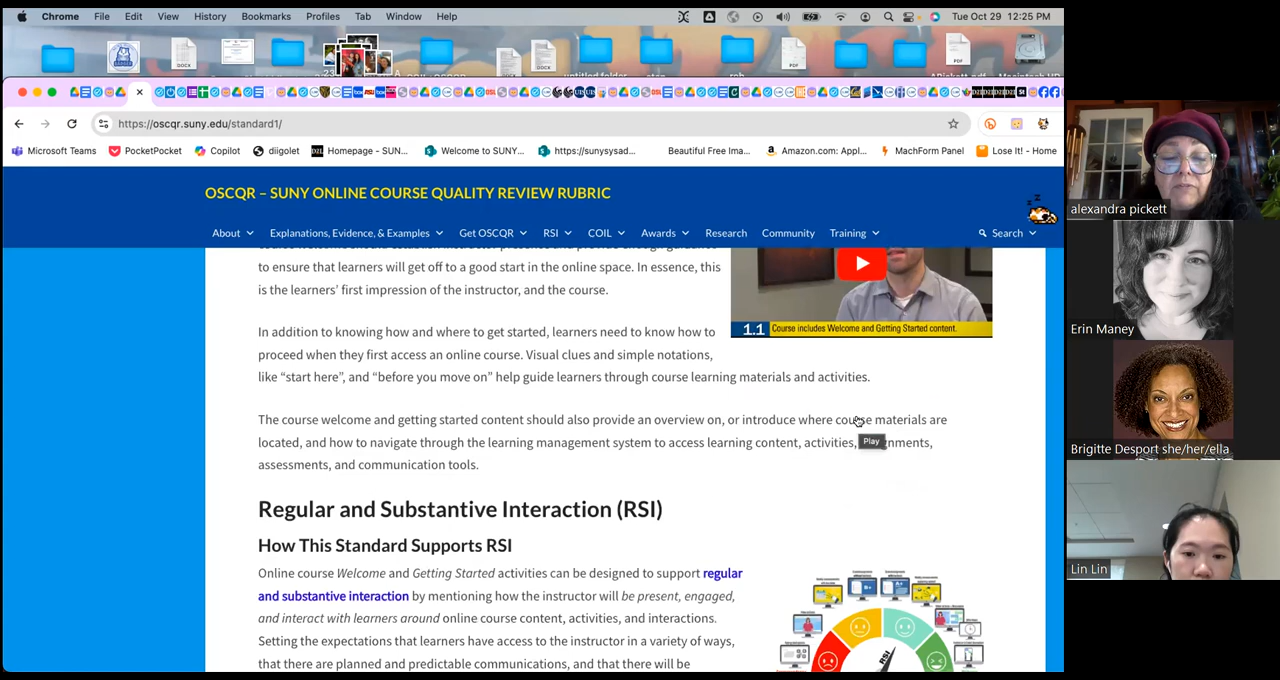 Chrome File Edit View History Bookmarks Profiles Tab Window Help Tue Oct 29 12:25 PM
DOCX PDF
untitled folder
https://oscqr.suny.edu/standard1/
Microsoft Teams PocketPocket Copilot diigolet Homepage - SUN... Welcome to SUNY... https://sunysysad... Beautiful Free Ima... Amazon.com: Appl... MachForm Panel Lose It! - Home
OSCQR – SUNY ONLINE COURSE QUALITY REVIEW RUBRIC
About Explanations, Evidence, & Examples Get OSCQR RSI COIL Awards Research Community Training Search
to ensure that learners will get off to a good start in the online space. In essence, this
is the learners' first impression of the instructor, and the course.
1.1 Course includes Welcome and Getting Started content.
In addition to knowing how and where to get started, learners need to know how to
proceed when they first access an online course. Visual clues and simple notations,
like “start here”, and “before you move on” help guide learners through course learning materials and activities.
The course welcome and getting started content should also provide an overview on, or introduce where course materials are
located, and how to navigate through the learning management system to access learning content, activities,
Play
assessments, and communication tools.
Regular and Substantive Interaction (RSI)
How This Standard Supports RSI
Online course Welcome and Getting Started activities can be designed to support regular
and substantive interaction by mentioning how the instructor will be present, engaged,
and interact with learners around online course content, activities, and interactions.
Setting the expectations that learners have access to the instructor in a variety of ways,
that there are planned and predictable communications, and that there will be
RSI
alexandra pickett
Erin Maney
Brigitte Desport she/her/ella
Lin Lin